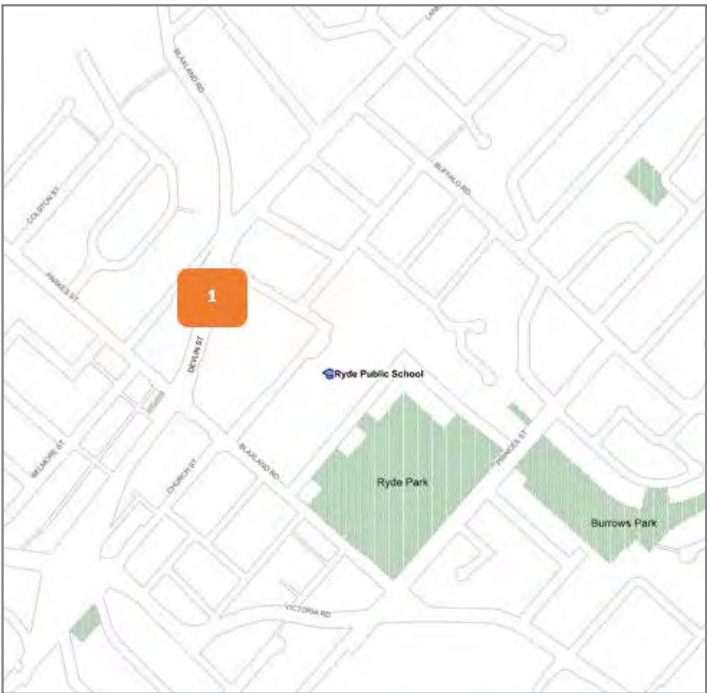 BLAXLAND RD
BUFFALO RD
COLSTON ST
1
PARKES ST
DEVLIN ST
Ryde Public School
BELMORE ST
CHURCH ST
BLAXLAND RD
PRINCES ST
Ryde Park
Burrows Park
VICTORIA RD